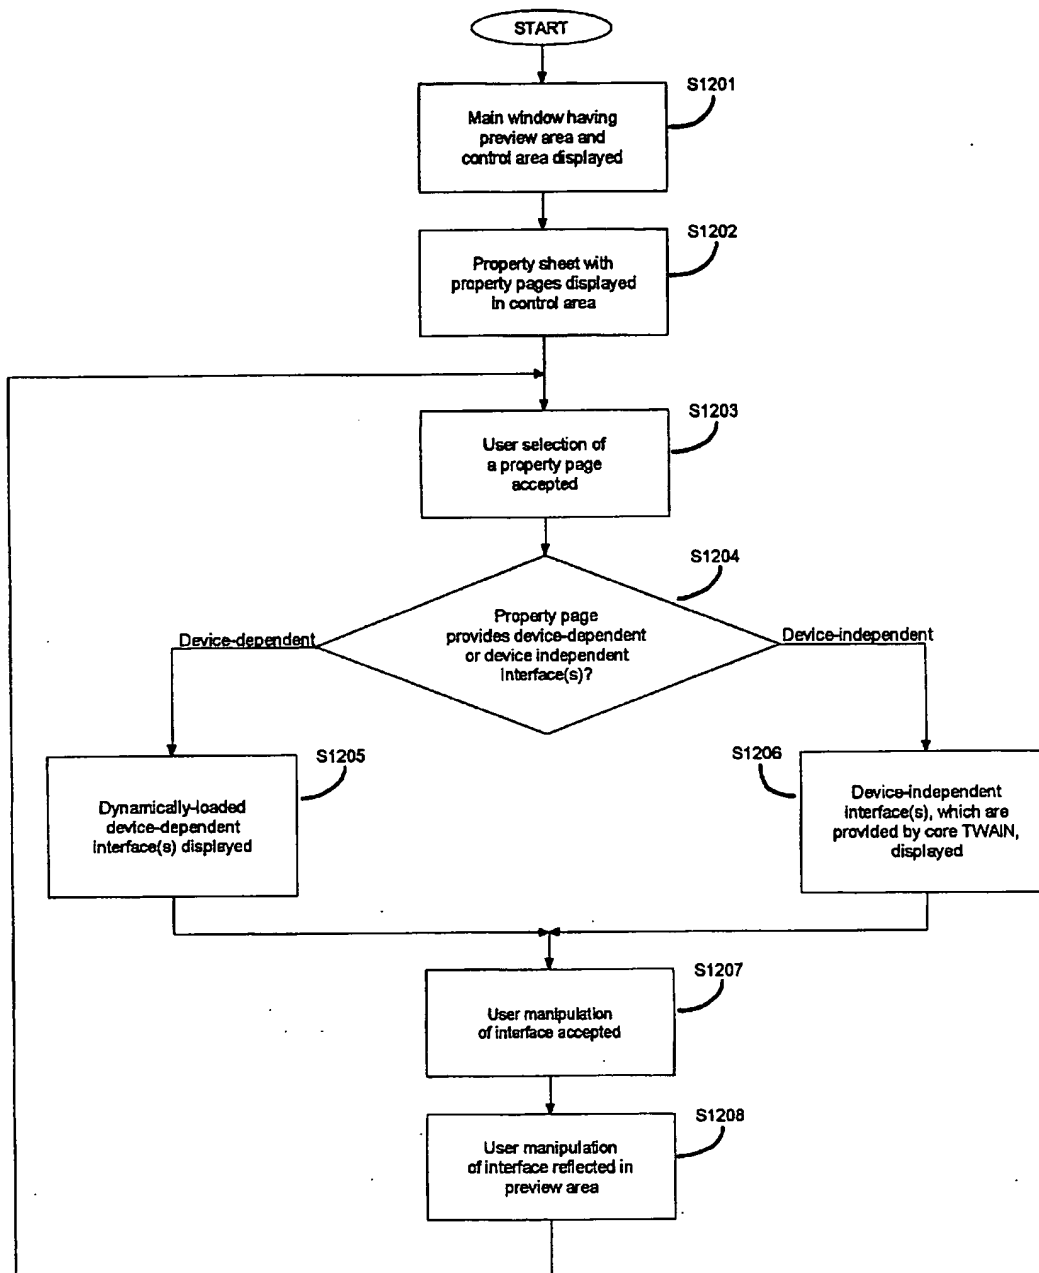 START
S1201
Main window having
preview area and
control area displayed
S1202
Property sheet with
property pages displayed
in control area
S1203
User selection of
a property page
accepted
S1204
Property page
provides device-dependent
or device independent
interface(s)?
Device-dependent
Device-independent
S1205
Dynamically-loaded
device-dependent
interface(s) displayed
S1206
Device-independent
interface(s), which are
provided by core TWAIN,
displayed
S1207
User manipulation
of interface accepted
S1208
User manipulation
of interface reflected in
preview area